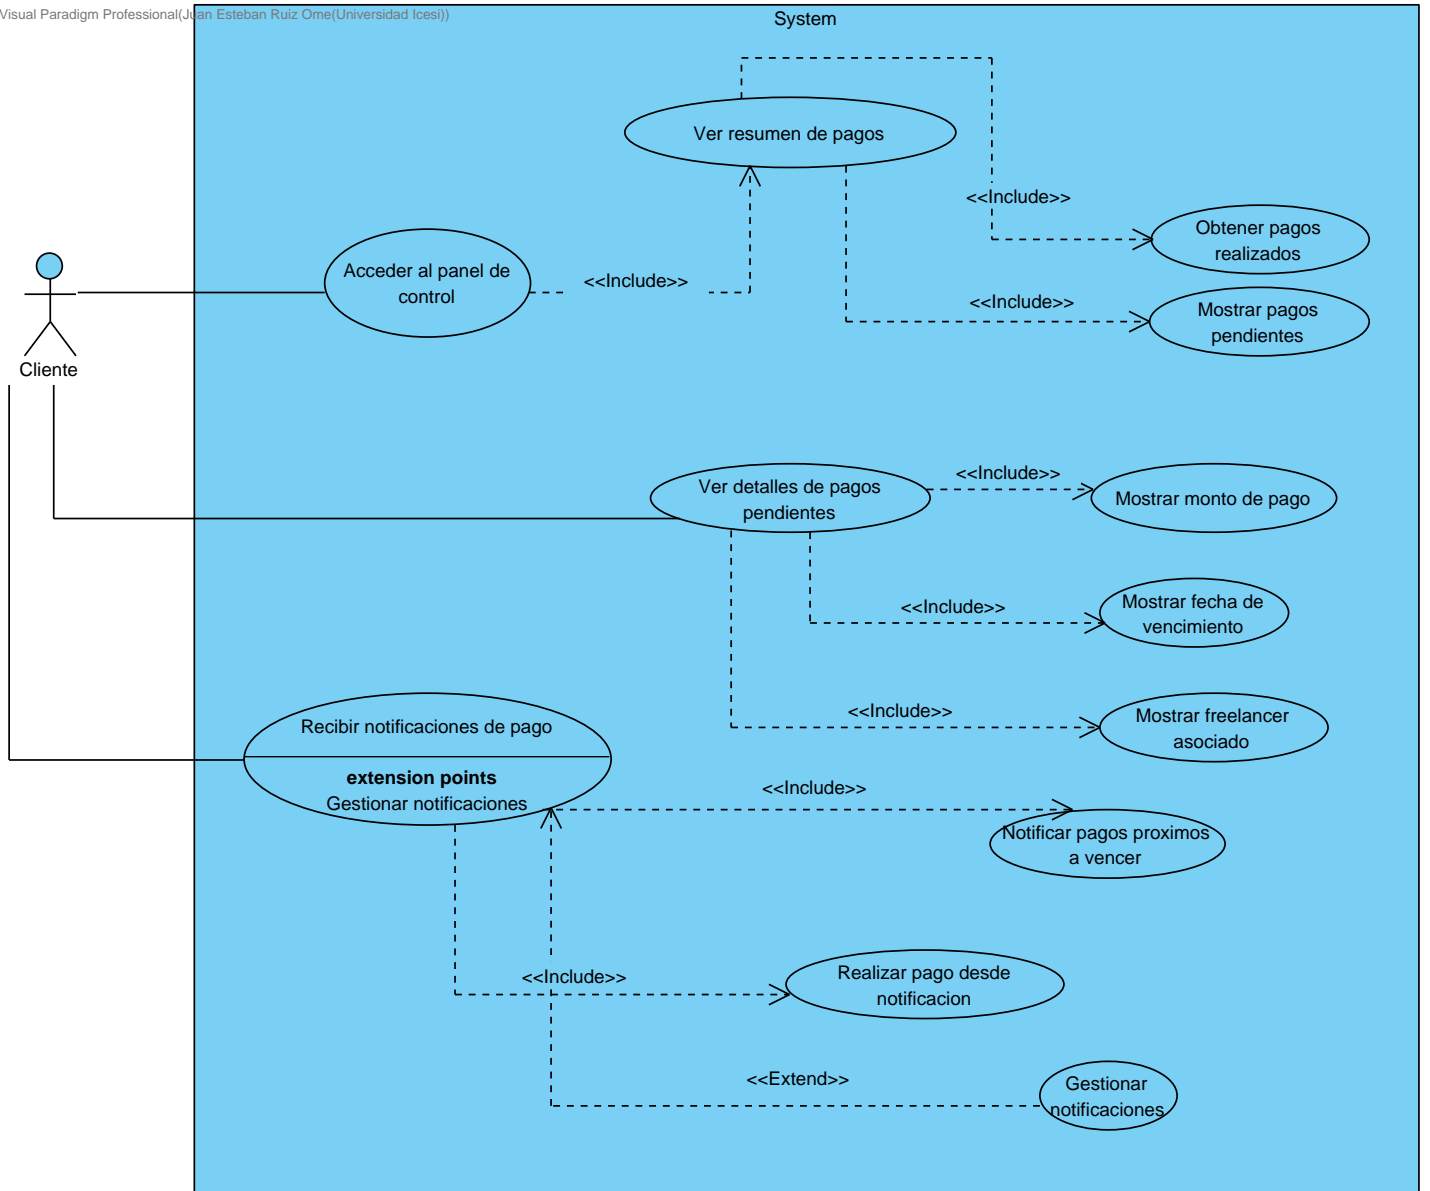 Visual Paradigm Professional(Juan Esteban Ruiz Ome(Universidad Icesi))
System
Ver resumen de pagos
<<Include>>
Obtener pagos
realizados
Acceder al panel de
control
<<Include>>
<<Include>>
Mostrar pagos
pendientes
Cliente
Ver detalles de pagos
pendientes
<<Include>>
Mostrar monto de pago
<<Include>>
Mostrar fecha de
vencimiento
<<Include>>
Mostrar freelancer
asociado
Recibir notificaciones de pago
extension points
Gestionar notificaciones
<<Include>>
Notificar pagos proximos
a vencer
<<Include>>
Realizar pago desde
notificacion
<<Extend>>
Gestionar
notificaciones